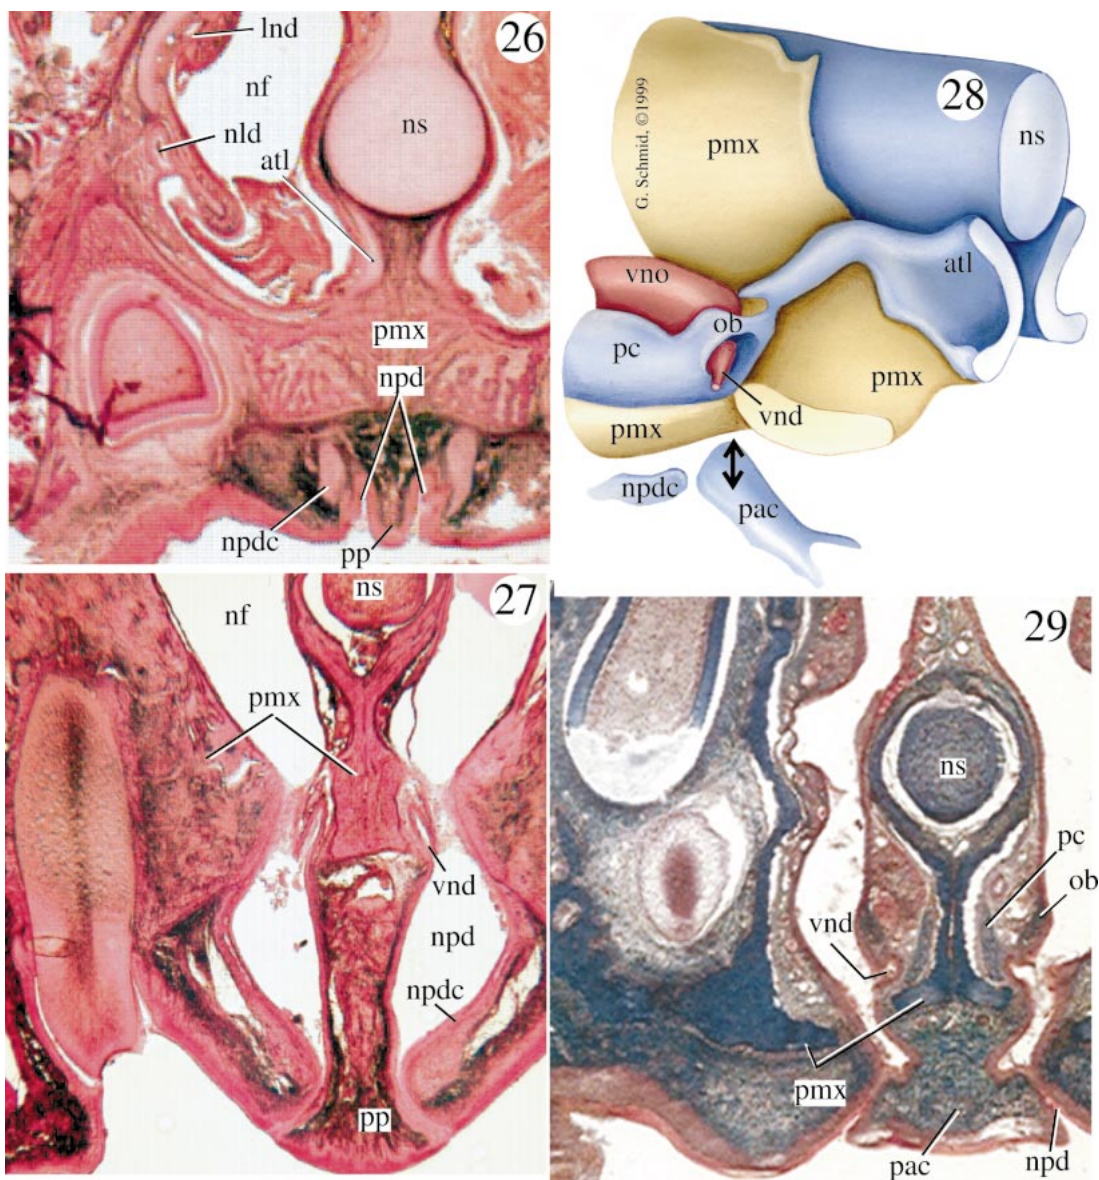 26
lnd
nf
ns
nld
atl
pmx
npd
npdc
pp
28
G. Schmid, ©1999
pmx
ns
vno
atl
ob
pc
pmx
vnd
pmx
npdc
pac
27
ns
nf
pmx
vnd
npd
npdc
pp
29
ns
pc
ob
vnd
pmx
pac
npd